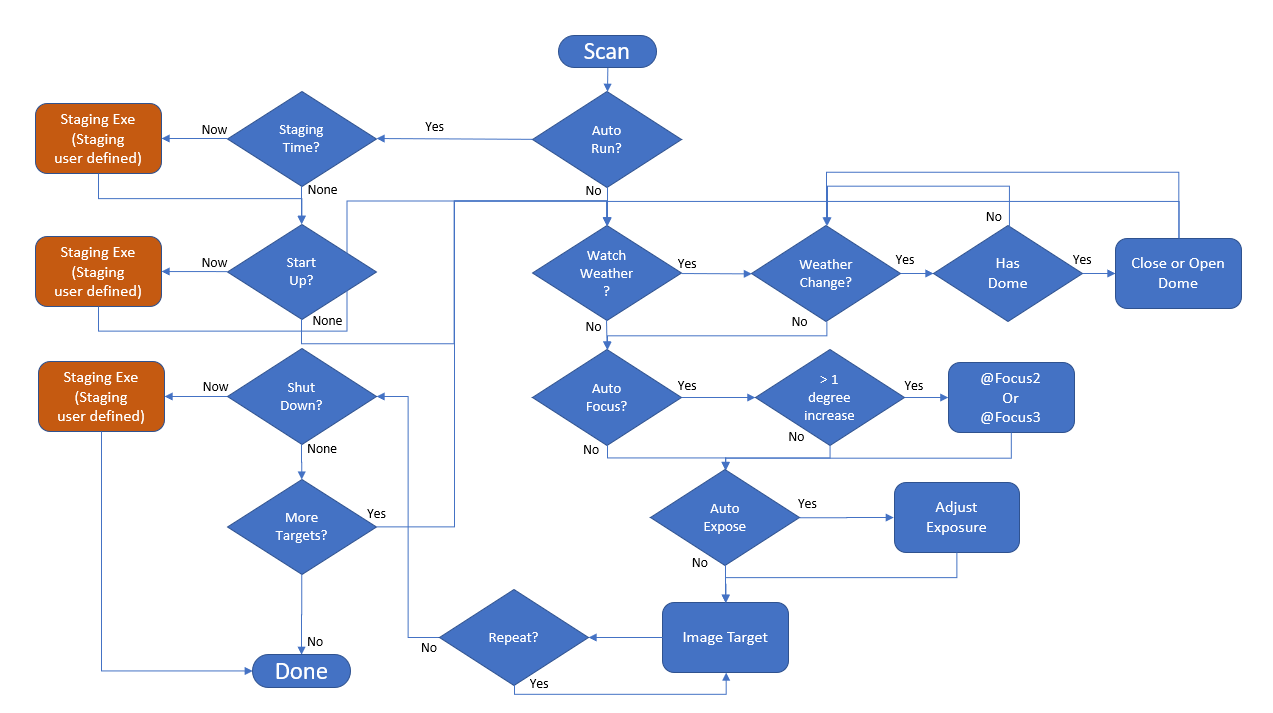 Scan
Staging Exe
(Staging
user defined)
Now
Staging
Time?
Yes
Auto
Run?
None
No
Staging Exe
(Staging
user defined)
Now
Start
Up?
None
Watch
Weather
?
Yes
No
Weather
Change?
Yes
No
Has
Dome
No
Yes
Close or Open
Dome
Staging Exe
(Staging
user defined)
Now
Shut
Down?
None
Auto
Focus?
Yes
No
> 1
degree
increase
Yes
No
@Focus2
Or
@Focus3
More
Targets?
Yes
No
Auto
Expose
Yes
No
Adjust
Exposure
Repeat?
No
Yes
Image Target
Done